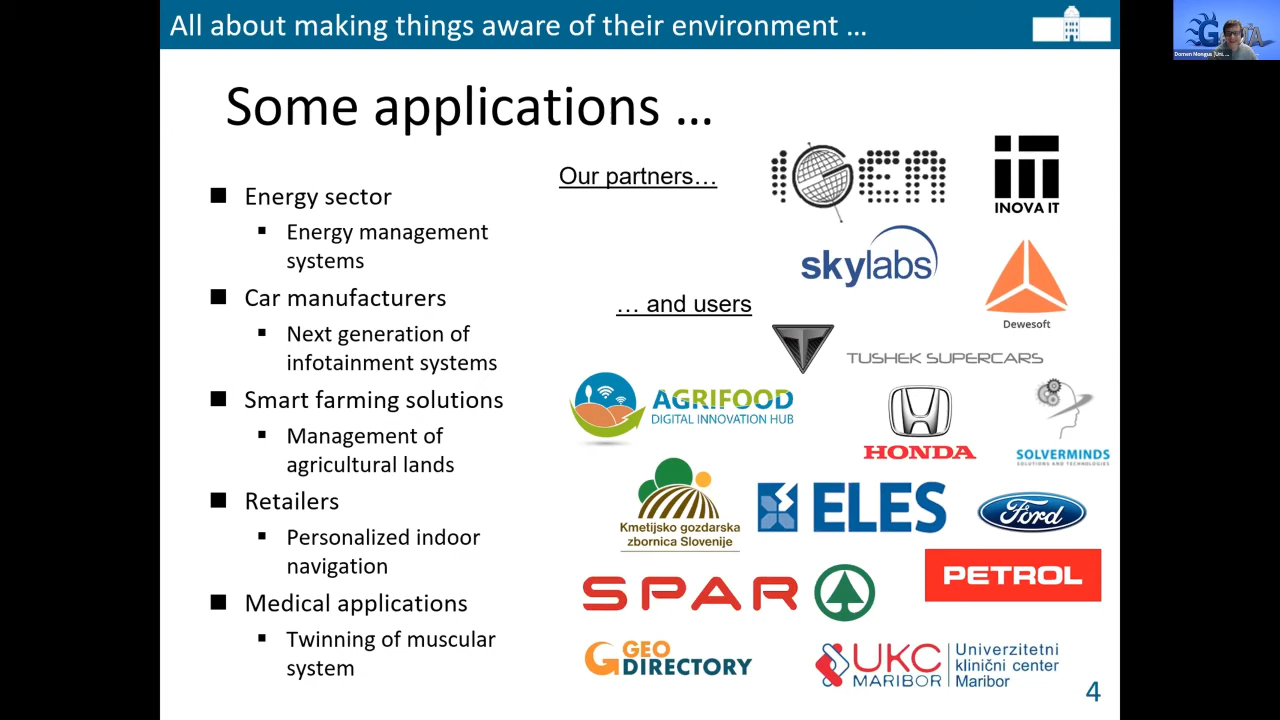 All about making things aware of their environment …
Some applications …
Our partners…
IGEA
INOVA IT
skylabs
Dewesoft
■ Energy sector
▪ Energy management
systems
■ Car manufacturers
▪ Next generation of
infotainment systems
■ Smart farming solutions
▪ Management of
agricultural lands
■ Retailers
▪ Personalized indoor
navigation
■ Medical applications
▪ Twinning of muscular
system
… and users
TUSHEK SUPERCARS
AGRIFOOD
DIGITAL INNOVATION HUB
HONDA
SOLVERMINDS
SOLUTIONS AND TECHNOLOGIES
Kmetijsko gozdarska
zbornica Slovenije
ELES
Ford
SPAR
PETROL
GEO
DIRECTORY
UKC
MARIBOR
Univerzitetni
klinični center
Maribor
4
Domen Mongus